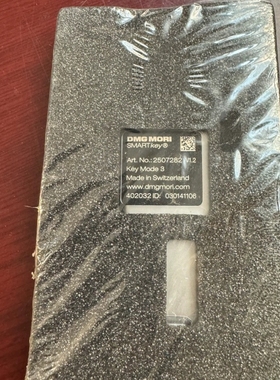 DMG MORI
SMARTkey®
Art. No.: 2507282 V1.2
Key Mode 3
Made in Switzerland
www.dmgmori.com
402032 ID: 030141106